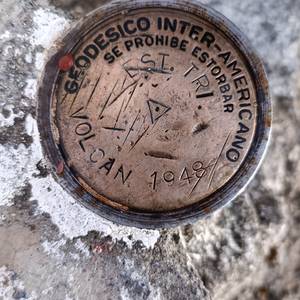 GEODESICO INTER-AMERICANO
SE PROHIBE ESTORBAR
EST. TRI
VOLCAN 1948